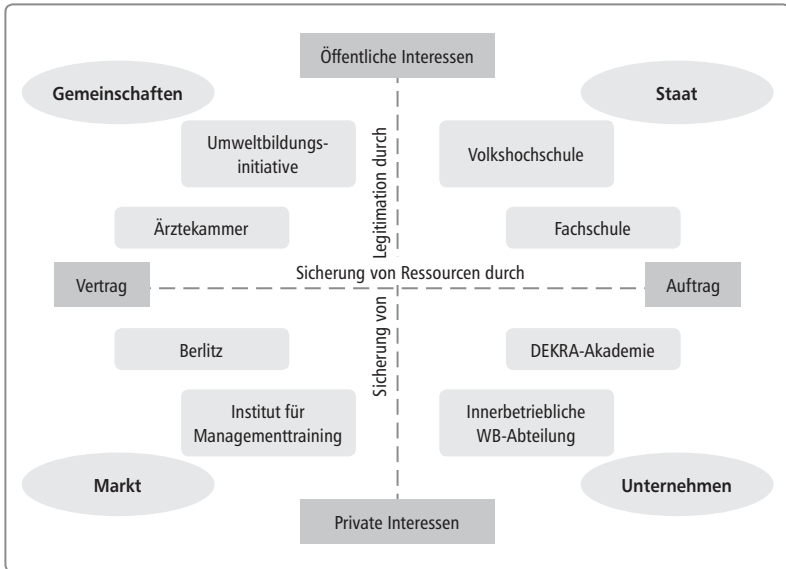 Öffentliche Interessen
Gemeinschaften
Staat
Umweltbildungs-
initiative
Volkshochschule
Legitimation durch
Ärztekammer
Fachschule
Sicherung von Ressourcen durch
Vertrag
Auftrag
Sicherung von
Berlitz
DEKRA-Akademie
Institut für
Managementtraining
Innerbetriebliche
WB-Abteilung
Markt
Unternehmen
Private Interessen